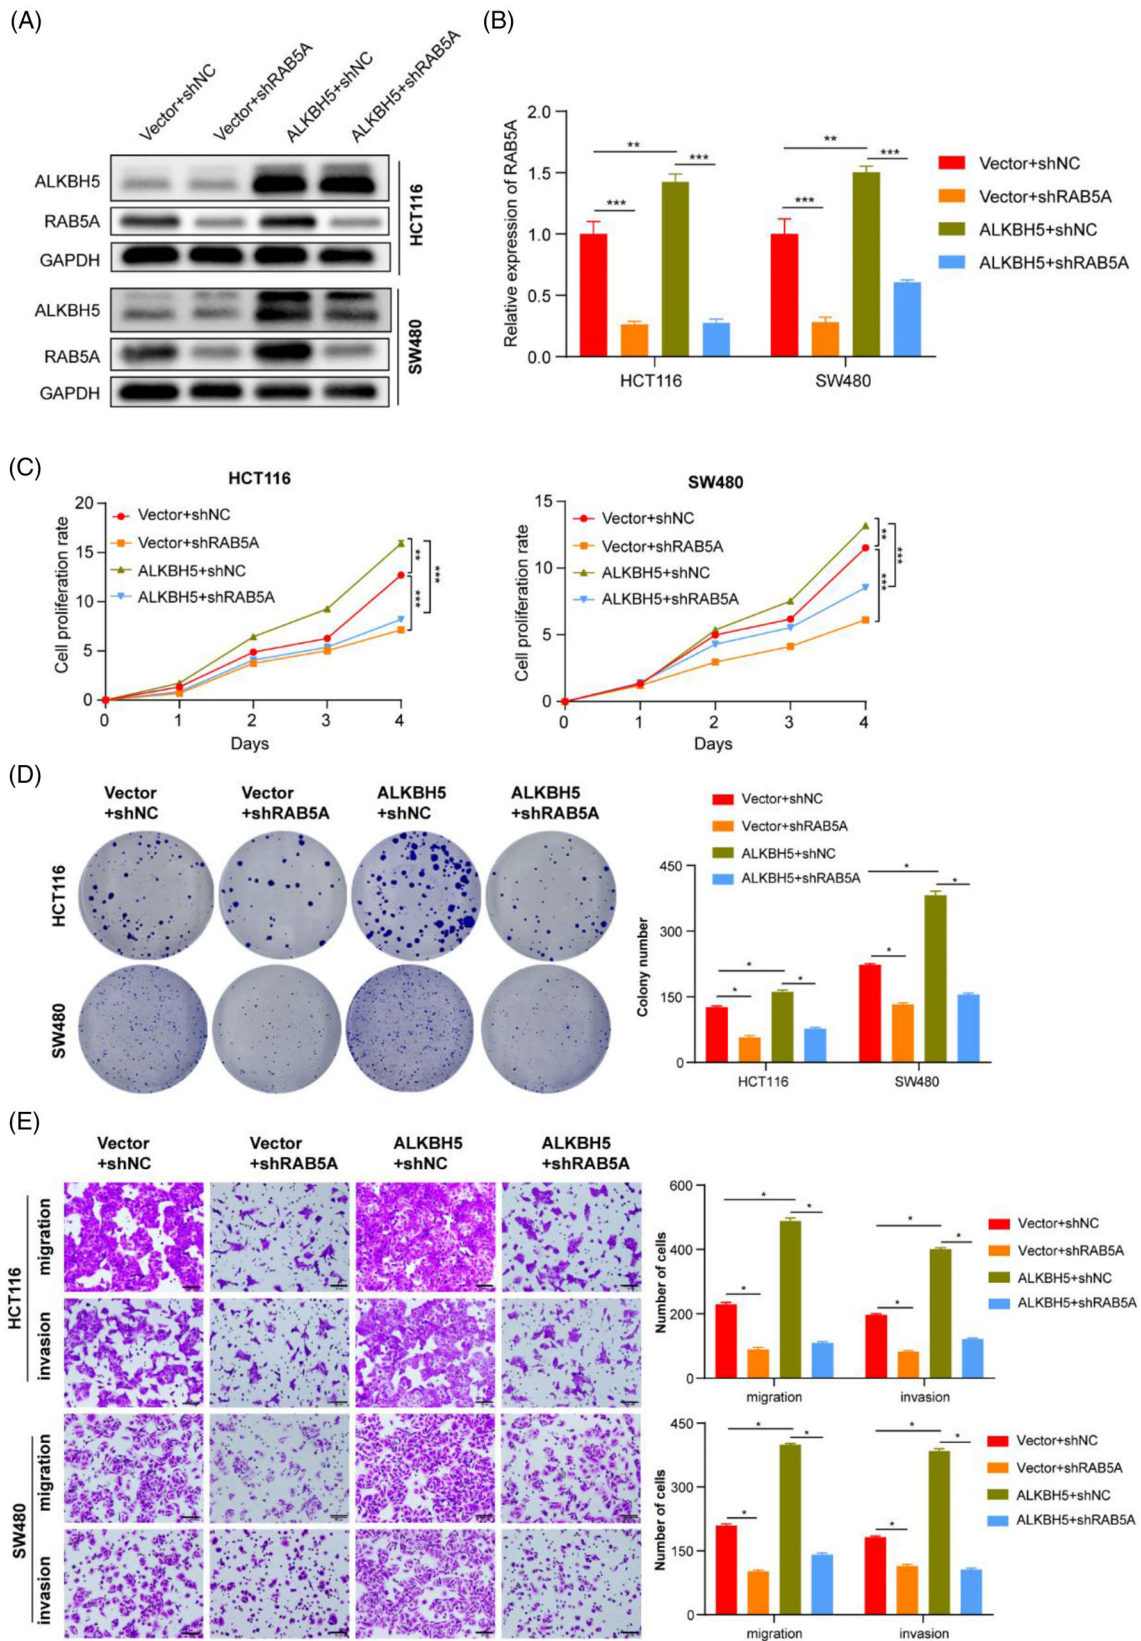 (A)
Vector+shNC
Vector+shRAB5A
ALKBH5+shNC
ALKBH5+shRAB5A
ALKBH5
RAB5A
GAPDH
HCT116
ALKBH5
RAB5A
GAPDH
SW480
(B)
Relative expression of RAB5A
2.0
1.5
1.0
0.5
0.0
**
***
***
**
***
***
HCT116
SW480
Vector+shNC
Vector+shRAB5A
ALKBH5+shNC
ALKBH5+shRAB5A
(C)
HCT116
Cell proliferation rate
20
15
10
5
0
Vector+shNC
Vector+shRAB5A
ALKBH5+shNC
ALKBH5+shRAB5A
**
***
***
0
1
2
3
4
Days
SW480
Cell proliferation rate
15
10
5
0
Vector+shNC
Vector+shRAB5A
ALKBH5+shNC
ALKBH5+shRAB5A
**
***
***
0
1
2
3
4
Days
(D)
Vector
+shNC
Vector
+shRAB5A
ALKBH5
+shNC
ALKBH5
+shRAB5A
HCT116
SW480
Vector+shNC
Vector+shRAB5A
ALKBH5+shNC
ALKBH5+shRAB5A
Colony number
450
300
150
0
*
*
*
*
*
*
HCT116
SW480
(E)
Vector
+shNC
Vector
+shRAB5A
ALKBH5
+shNC
ALKBH5
+shRAB5A
HCT116
migration
invasion
SW480
migration
invasion
Number of cells
600
400
200
0
*
*
*
*
*
*
migration
invasion
Vector+shNC
Vector+shRAB5A
ALKBH5+shNC
ALKBH5+shRAB5A
Number of cells
450
300
150
0
*
*
*
*
*
*
migration
invasion
Vector+shNC
Vector+shRAB5A
ALKBH5+shNC
ALKBH5+shRAB5A